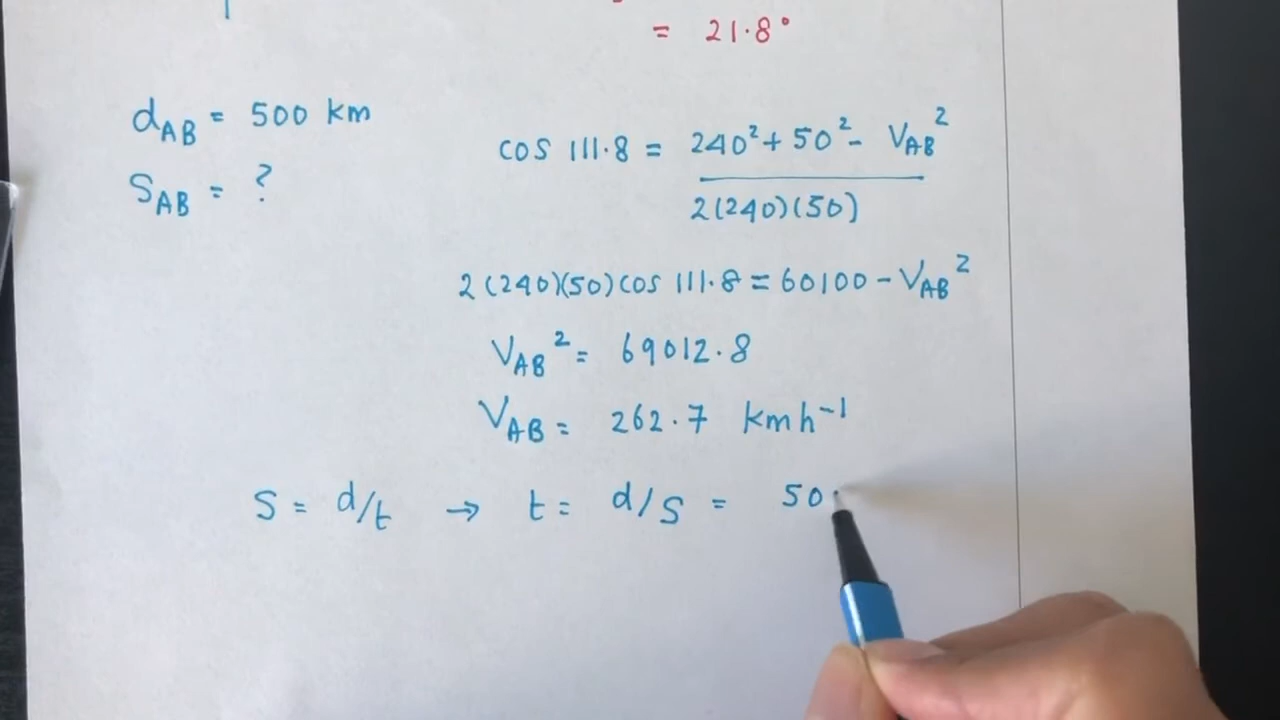 = 21.8°
d_AB = 500 km
S_AB = ?
cos 111.8 = 240² + 50² - V_AB²
2(240)(50)
2(240)(50)cos 111.8 = 60100 - V_AB²
V_AB² = 69012.8
V_AB = 262.7 kmh⁻¹
S = d/t → t = d/s = 50